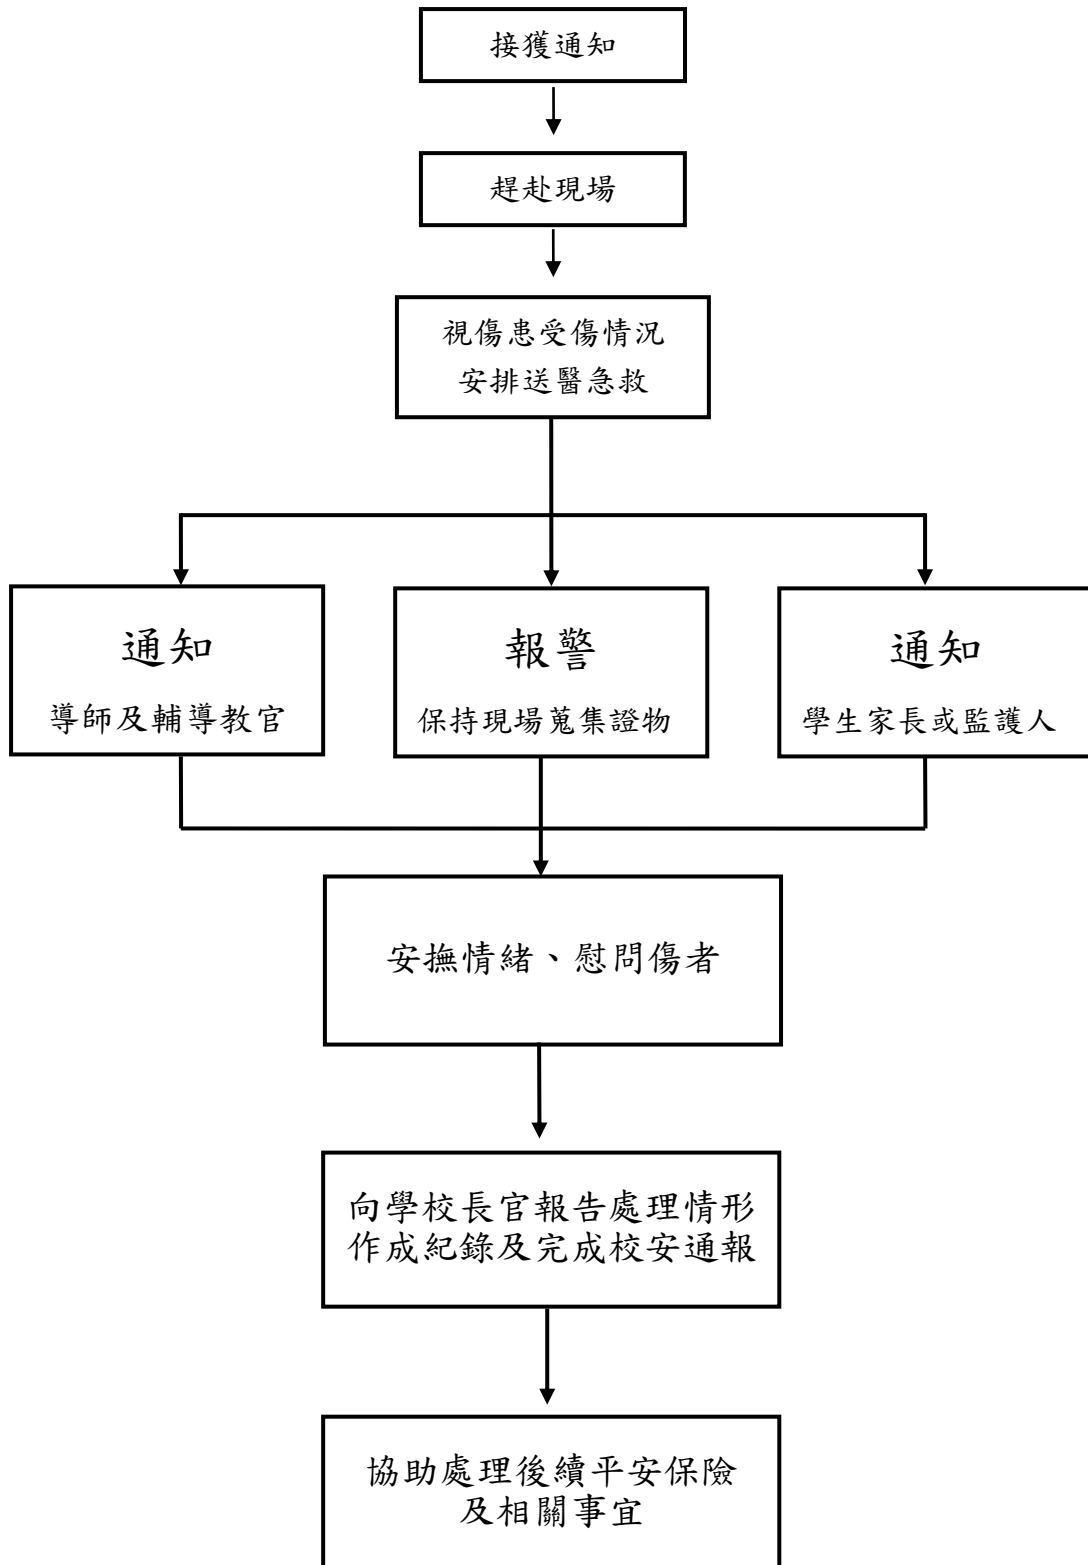 接獲通知
趕赴現場
視傷患受傷情況
安排送醫急救
通知
導師及輔導教官
報警
保持現場蒐集證物
通知
學生家長或監護人
安撫情緒、慰問傷者
向學校長官報告處理情形
作成紀錄及完成校安通報
協助處理後續平安保險
及相關事宜